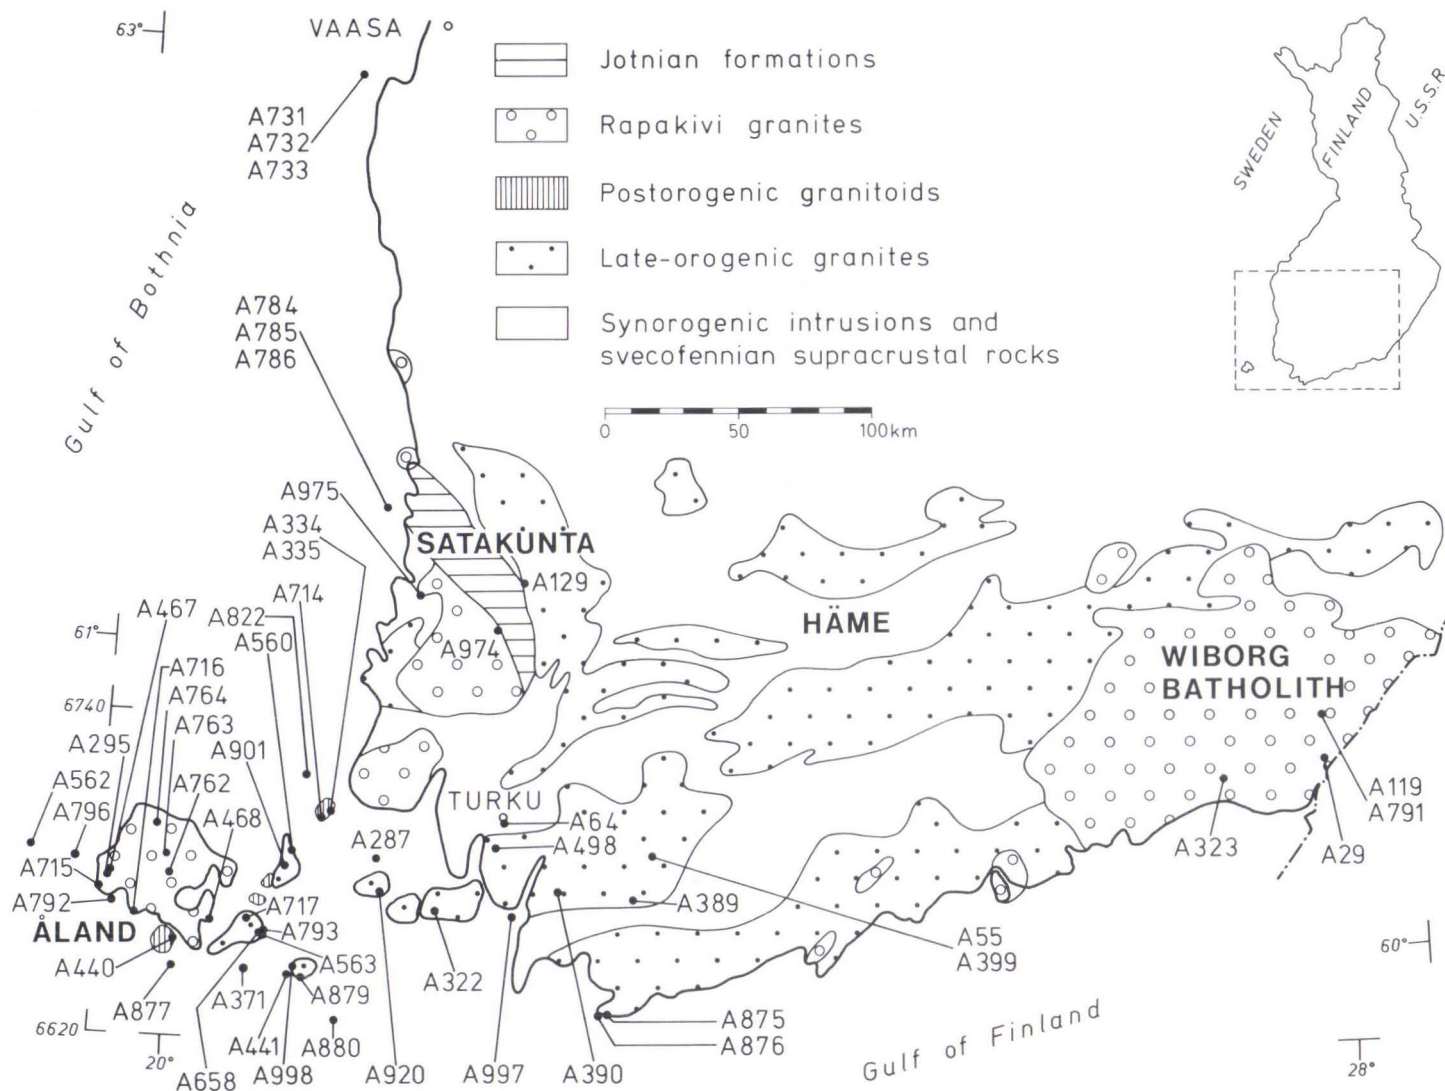 63°
VAASA
Jotnian formations
Rapakivi granites
Postorogenic granitoids
Late-orogenic granites
Synorogenic intrusions and
svecofennian supracrustal rocks
0 50 100km
SWEDEN
FINLAND
U.S.S.R.
Gulf of Bothnia
A731
A732
A733
A784
A785
A786
A975
A334
A335
SATAKUNTA
A129
A974
HÄME
WIBORG
BATHOLITH
A714
A822
A560
A467
61°
A716
A764
A763
A901
6740
A295
A562
A796
A762
A468
A715
A792
ÅLAND
A440
A877
A717
A793
A563
A879
A371
A287
TURKU
A64
A498
A389
A55
A399
A322
A119
A791
A323
A29
60°
6620
20°
A658
A441
A998
A880
A920
A997
A390
A875
A876
Gulf of Finland
28°